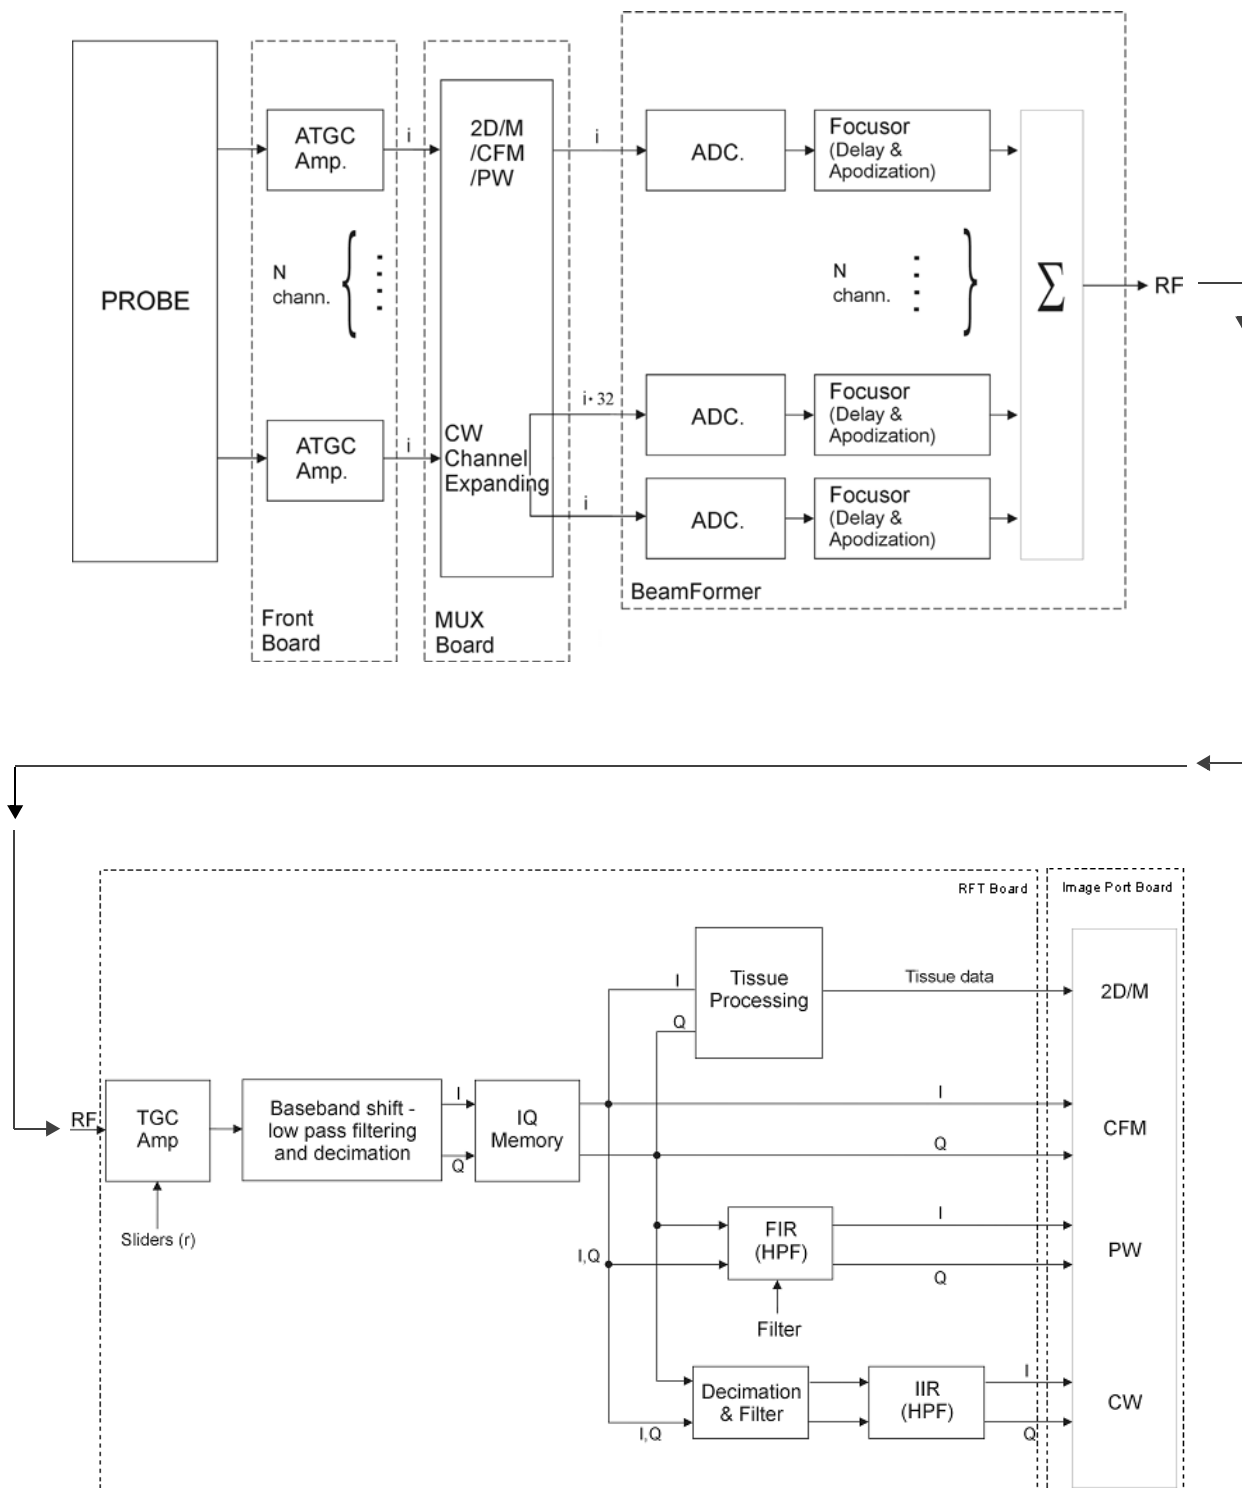 PROBE
ATGC
Amp.
i
2D/M
/CFM
/PW
i
ADC.
Focusor
(Delay &
Apodization)
N
chann.
N
chann.
∑
RF
ATGC
Amp.
i
CW
Channel
Expanding
i• 32
ADC.
Focusor
(Delay &
Apodization)
i
ADC.
Focusor
(Delay &
Apodization)
BeamFormer
Front
Board
MUX
Board
RFT Board
Image Port Board
I
Q
Tissue
Processing
Tissue data
2D/M
RF
TGC
Amp
Sliders (r)
Baseband shift -
low pass filtering
and decimation
I
Q
IQ
Memory
I
Q
CFM
I,Q
FIR
(HPF)
Filter
I
Q
PW
I,Q
Decimation
& Filter
IIR
(HPF)
I
Q
CW